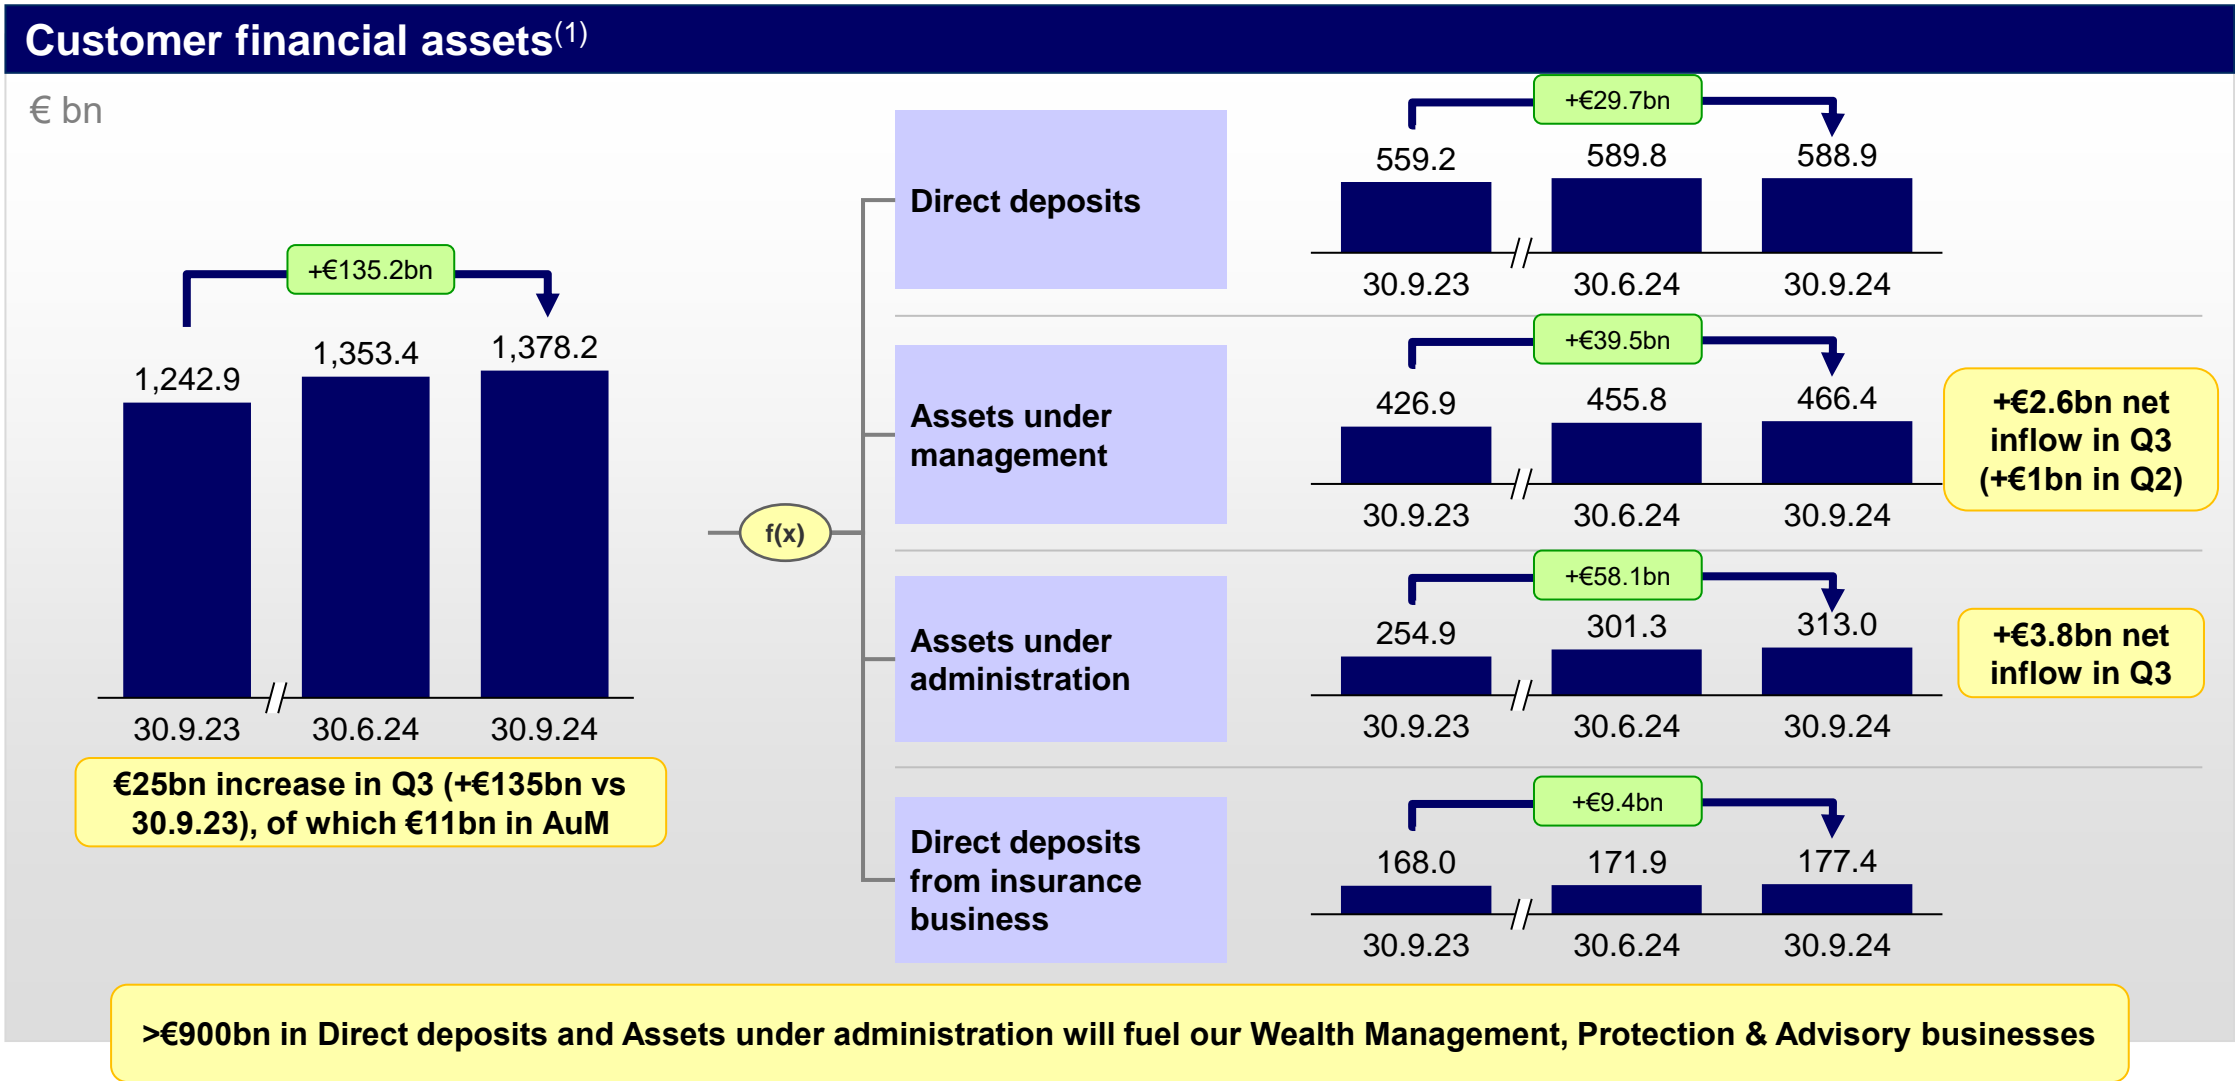 Customer financial assets(1)
€ bn
+€135.2bn
1,242.9
1,353.4
1,378.2
30.9.23
30.6.24
30.9.24
€25bn increase in Q3 (+€135bn vs
30.9.23), of which €11bn in AuM
f(x)
Direct deposits
+€29.7bn
559.2
589.8
588.9
30.9.23
30.6.24
30.9.24
Assets under
management
+€39.5bn
426.9
455.8
466.4
30.9.23
30.6.24
30.9.24
+€2.6bn net
inflow in Q3
(+€1bn in Q2)
Assets under
administration
+€58.1bn
254.9
301.3
313.0
30.9.23
30.6.24
30.9.24
+€3.8bn net
inflow in Q3
Direct deposits
from insurance
business
+€9.4bn
168.0
171.9
177.4
30.9.23
30.6.24
30.9.24
>€900bn in Direct deposits and Assets under administration will fuel our Wealth Management, Protection & Advisory businesses